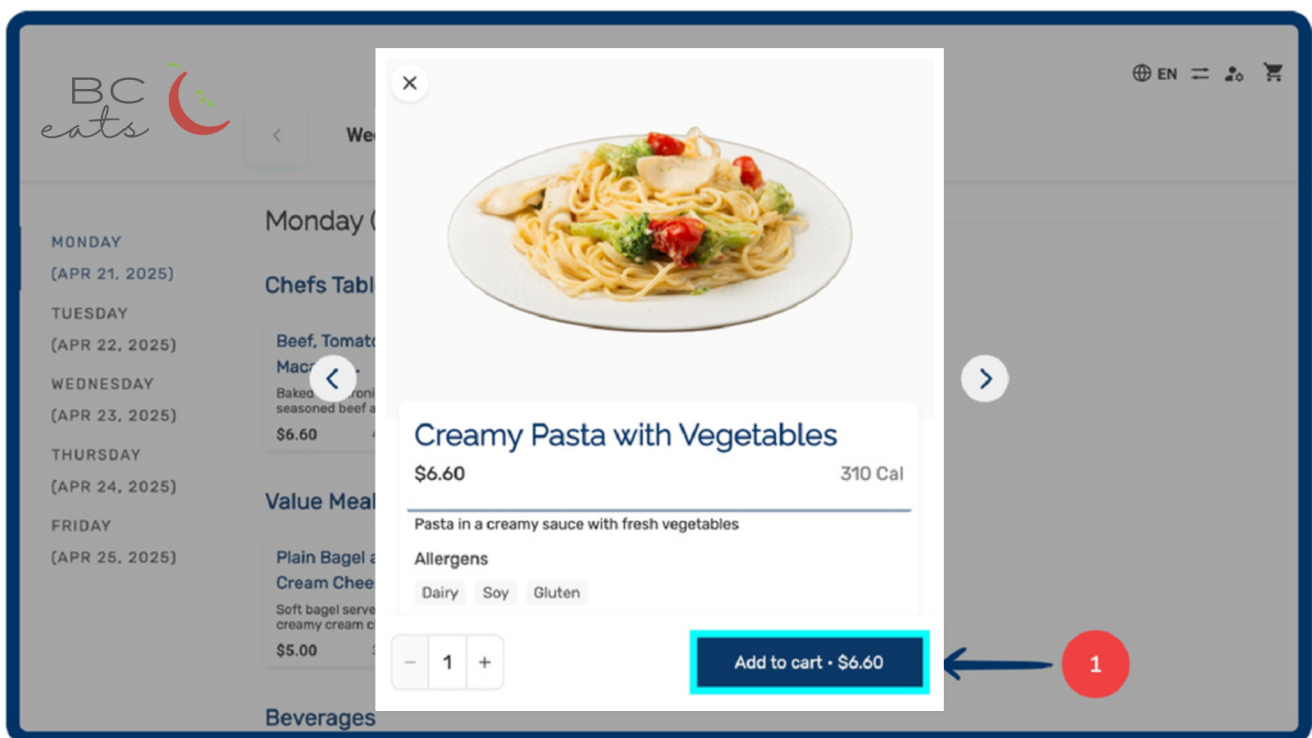 BC
eats
EN
We
MONDAY
(APR 21, 2025)
TUESDAY
(APR 22, 2025)
WEDNESDAY
(APR 23, 2025)
THURSDAY
(APR 24, 2025)
FRIDAY
(APR 25, 2025)
Monday (
Chefs Tabl
Beef, Tomato
Baked
seasoned beef a
$6.60
Value Meal
Plain Bagel a
Cream Chee
Soft bagel serve
creamy cream c
$5.00
Beverages
Creamy Pasta with Vegetables
$6.60 310 Cal
Pasta in a creamy sauce with fresh vegetables
Allergens
Dairy Soy Gluten
− 1 +
Add to cart • $6.60
1